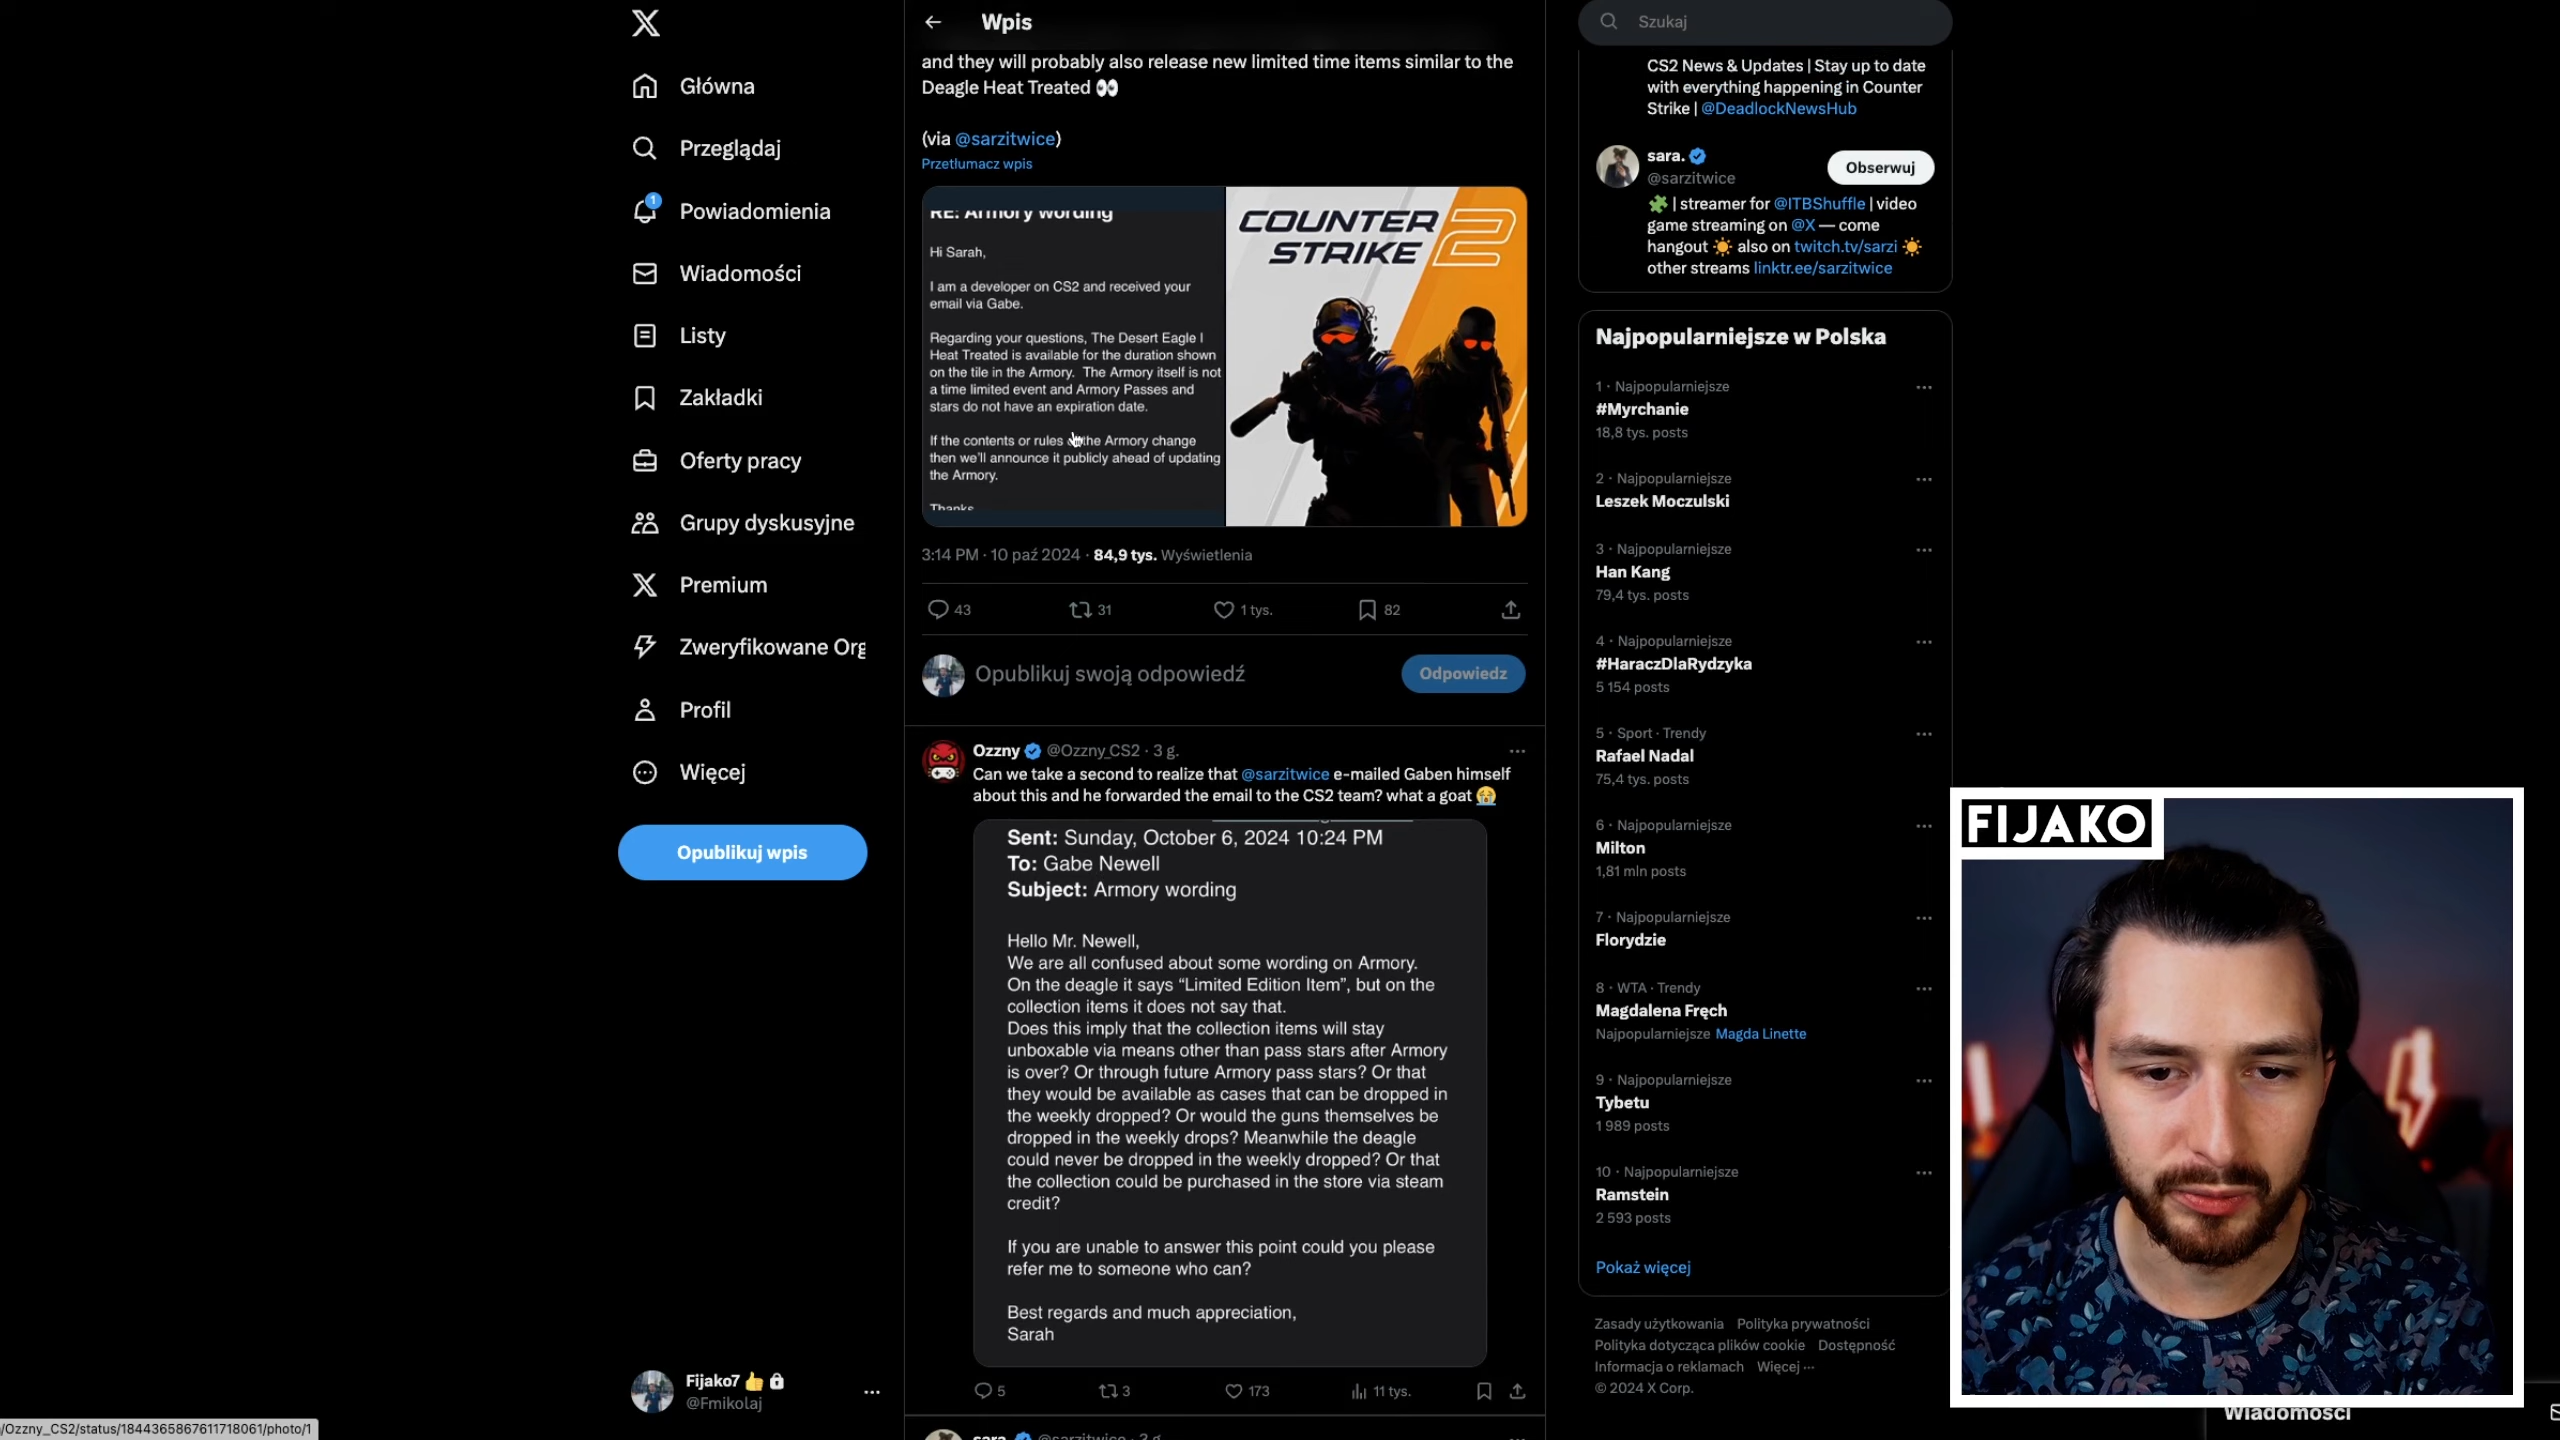 Główna
Przeglądaj
1
Powiadomienia
Wiadomości
Listy
Zakładki
Oferty pracy
Grupy dyskusyjne
Premium
Zweryfikowane Org
Profil
Więcej
Opublikuj wpis
Fijako7 👍
@Fmikolaj
/Ozzny_CS2/status/1844365867611718061/photo/1
Wpis
and they will probably also release new limited time items similar to the
Deagle Heat Treated 👀
(via @sarzitwice)
Przetłumacz wpis
RE: Armory wording
Hi Sarah,
I am a developer on CS2 and received your
email via Gabe.
Regarding your questions, The Desert Eagle I
Heat Treated is available for the duration shown
on the tile in the Armory. The Armory itself is not
a time limited event and Armory Passes and
stars do not have an expiration date.
If the contents or rules the Armory change
then we'll announce it publicly ahead of updating
the Armory.
Thanks
COUNTER
STRIKE 2
3:14 PM · 10 paź 2024 · 84,9 tys. Wyświetlenia
43
31
1 tys.
82
Opublikuj swoją odpowiedź
Odpowiedz
Ozzny @Ozzny_CS2 · 3 g.
Can we take a second to realize that @sarzitwice e-mailed Gaben himself
about this and he forwarded the email to the CS2 team? what a goat 😭
Sent: Sunday, October 6, 2024 10:24 PM
To: Gabe Newell
Subject: Armory wording
Hello Mr. Newell,
We are all confused about some wording on Armory.
On the deagle it says “Limited Edition Item”, but on the
collection items it does not say that.
Does this imply that the collection items will stay
unboxable via means other than pass stars after Armory
is over? Or through future Armory pass stars? Or that
they would be available as cases that can be dropped in
the weekly dropped? Or would the guns themselves be
dropped in the weekly drops? Meanwhile the deagle
could never be dropped in the weekly dropped? Or that
the collection could be purchased in the store via steam
credit?
If you are unable to answer this point could you please
refer me to someone who can?
Best regards and much appreciation,
Sarah
5
3
173
11 tys.
sara. @sarzitwice · 3 g.
Szukaj
CS2 News & Updates | Stay up to date
with everything happening in Counter
Strike | @DeadlockNewsHub
sara.
@sarzitwice
Obserwuj
| streamer for @ITBShuffle | video
game streaming on @X — come
hangout ☀️ also on twitch.tv/sarzi ☀️
other streams linktr.ee/sarzitwice
Najpopularniejsze w Polska
1 · Najpopularniejsze
#Myrchanie
18,8 tys. posts
2 · Najpopularniejsze
Leszek Moczulski
3 · Najpopularniejsze
Han Kang
79,4 tys. posts
4 · Najpopularniejsze
#HaraczDlaRydzyka
5 154 posts
5 · Sport · Trendy
Rafael Nadal
75,4 tys. posts
6 · Najpopularniejsze
Milton
1,81 mln posts
7 · Najpopularniejsze
Florydzie
8 · WTA · Trendy
Magdalena Fręch
Najpopularniejsze Magda Linette
9 · Najpopularniejsze
Tybetu
1 989 posts
10 · Najpopularniejsze
Ramstein
2 593 posts
Pokaż więcej
Zasady użytkowania Polityka prywatności
Polityka dotycząca plików cookie Dostępność
Informacja o reklamach Więcej ···
© 2024 X Corp.
FIJAKO
Wiadomości